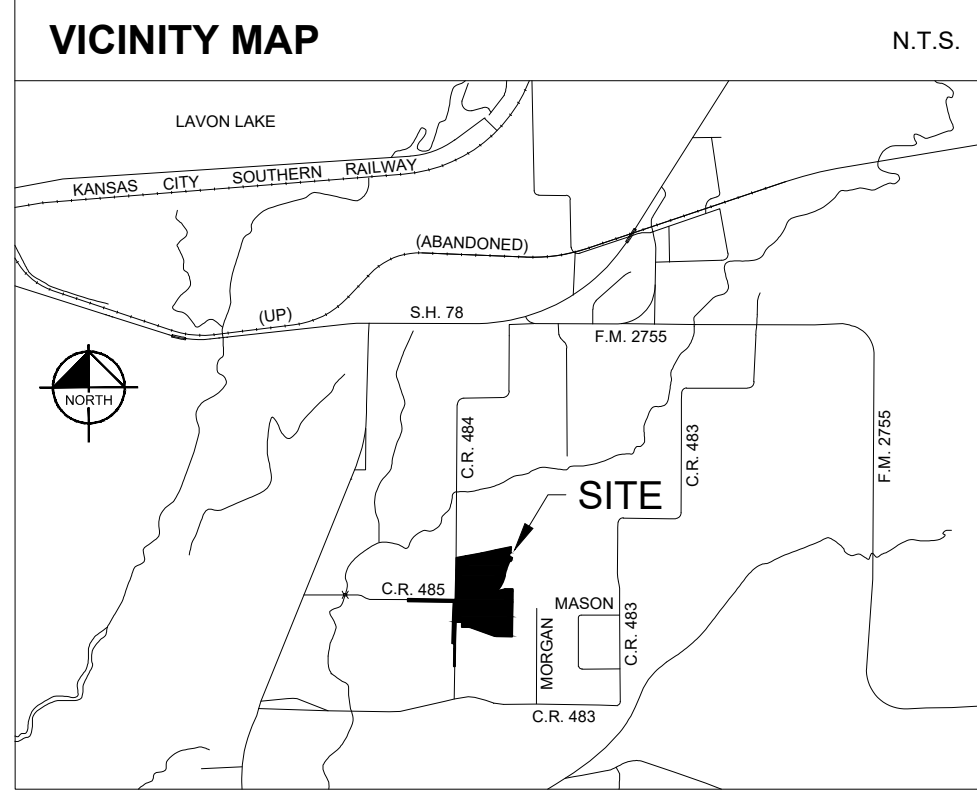 VICINITY MAP
N.T.S.
LAVON LAKE
KANSAS CITY SOUTHERN RAILWAY
(ABANDONED)
(UP)
S.H. 78
F.M. 2755
NORTH
C.R. 484
C.R. 483
F.M. 2755
SITE
C.R. 485
MASON
MORGAN
C.R. 483
C.R. 483